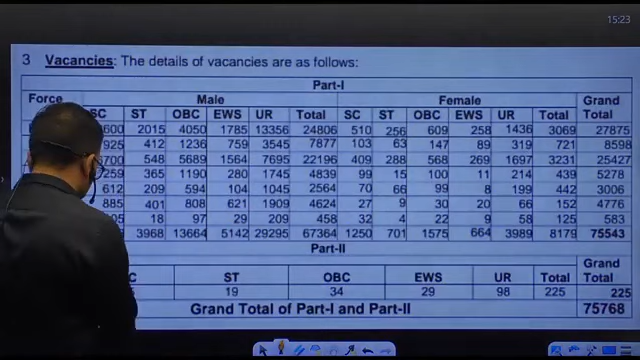 15:23
3 Vacancies: The details of vacancies are as follows:
Part-I
Force Male Female Grand Total
SC ST OBC EWS UR Total SC ST OBC EWS UR Total
600 2015 4050 1785 13356 24806 510 256 609 258 1436 3069 27875
925 412 1236 759 3545 7877 103 63 147 89 319 721 8598
700 548 5689 1564 7695 22196 409 288 568 269 1697 3231 25427
259 365 1190 280 1745 4839 99 15 100 11 214 439 5278
612 209 594 104 1045 2564 70 66 99 8 199 442 3006
885 401 808 621 1909 4624 27 9 30 20 66 152 4776
05 18 97 29 209 458 32 4 22 9 58 125 583
3968 13664 5142 29295 67364 1250 701 1575 664 3989 8179 75543
Part-II
C ST OBC EWS UR Total Grand Total
19 34 29 98 225 225
Grand Total of Part-I and Part-II 75768